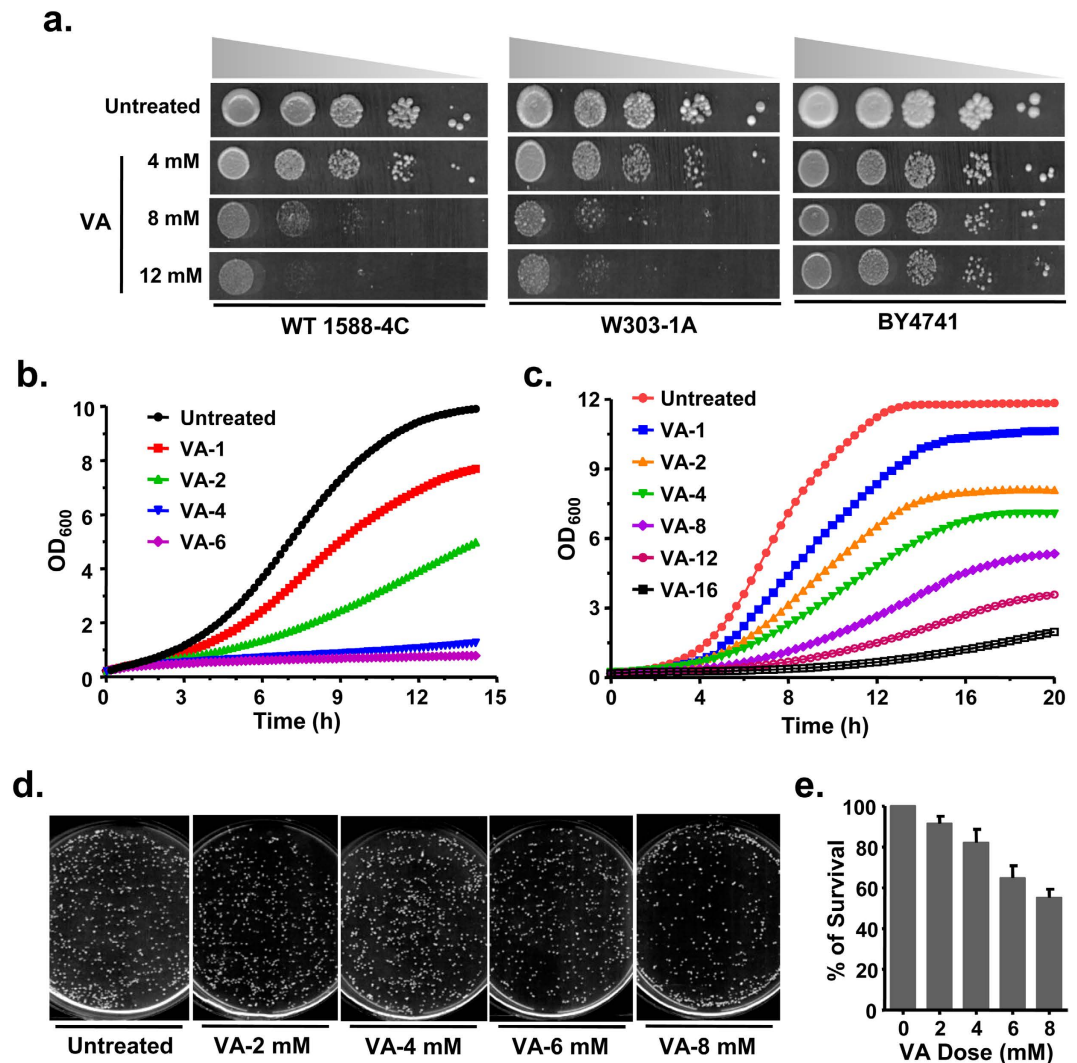 a.
Untreated
4 mM
VA
8 mM
12 mM
WT 1588-4C
W303-1A
BY4741
b.
Untreated
VA-1
VA-2
VA-4
VA-6
OD600
10
8
6
4
2
0
0 3 6 9 12 15
Time (h)
c.
Untreated
VA-1
VA-2
VA-4
VA-8
VA-12
VA-16
OD600
12
9
6
3
0
0 4 8 12 16 20
Time (h)
d.
Untreated
VA-2 mM
VA-4 mM
VA-6 mM
VA-8 mM
e.
% of Survival
100
80
60
40
20
0
0 2 4 6 8
VA Dose (mM)